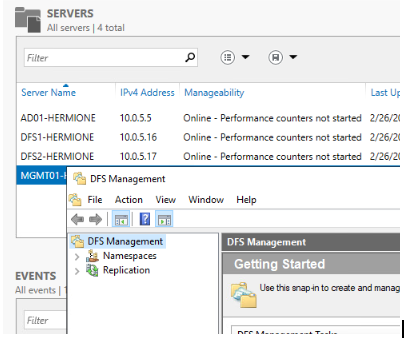 SERVERS
All servers | 4 total
Filter
Server Name IPv4 Address Manageability Last Up
AD01-HERMIONE 10.0.5.5 Online - Performance counters not started 2/26/20
DFS1-HERMIONE 10.0.5.16 Online - Performance counters not started 2/26/20
DFS2-HERMIONE 10.0.5.17 Online - Performance counters not started 2/26/20
MGMT01-H
DFS Management
File Action View Window Help
DFS Management
Namespaces
Replication
DFS Management
Getting Started
Use this snap-in to create and manag
DFS Management Tasks
EVENTS
All events |
Filter